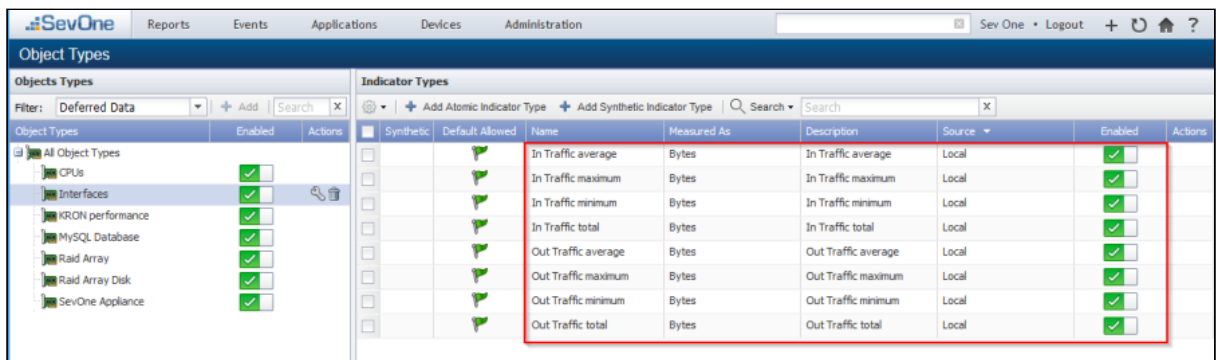 SevOne Reports Events Applications Devices Administration Sev One • Logout + ?
Object Types
Objects Types Indicator Types
Filter: Deferred Data + Add Search x + Add Atomic Indicator Type + Add Synthetic Indicator Type Search Search x
Object Types Enabled Actions Synthetic Default Allowed Name Measured As Description Source Enabled Actions
All Object Types In Traffic average Bytes In Traffic average Local
CPUs In Traffic maximum Bytes In Traffic maximum Local
Interfaces In Traffic minimum Bytes In Traffic minimum Local
KRON performance In Traffic total Bytes In Traffic total Local
MySQL Database Out Traffic average Bytes Out Traffic average Local
Raid Array Out Traffic maximum Bytes Out Traffic maximum Local
Raid Array Disk Out Traffic minimum Bytes Out Traffic minimum Local
SevOne Appliance Out Traffic total Bytes Out Traffic total Local